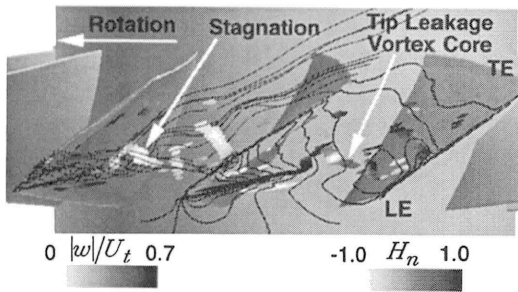 Rotation
Stagnation
Tip Leakage
Vortex Core
TE
LE
0 |w|/U_t 0.7
-1.0 H_n 1.0